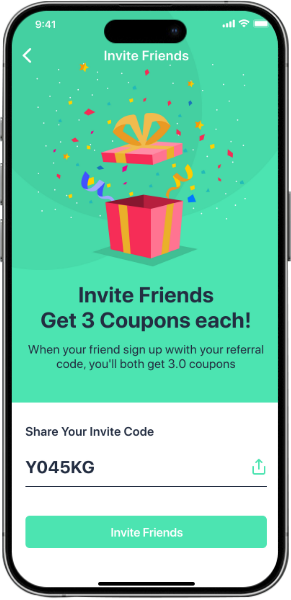 9:41
Invite Friends
Invite Friends
Get 3 Coupons each!
When your friend sign up wwith your referral
code, you'll both get 3.0 coupons
Share Your Invite Code
Y045KG
Invite Friends